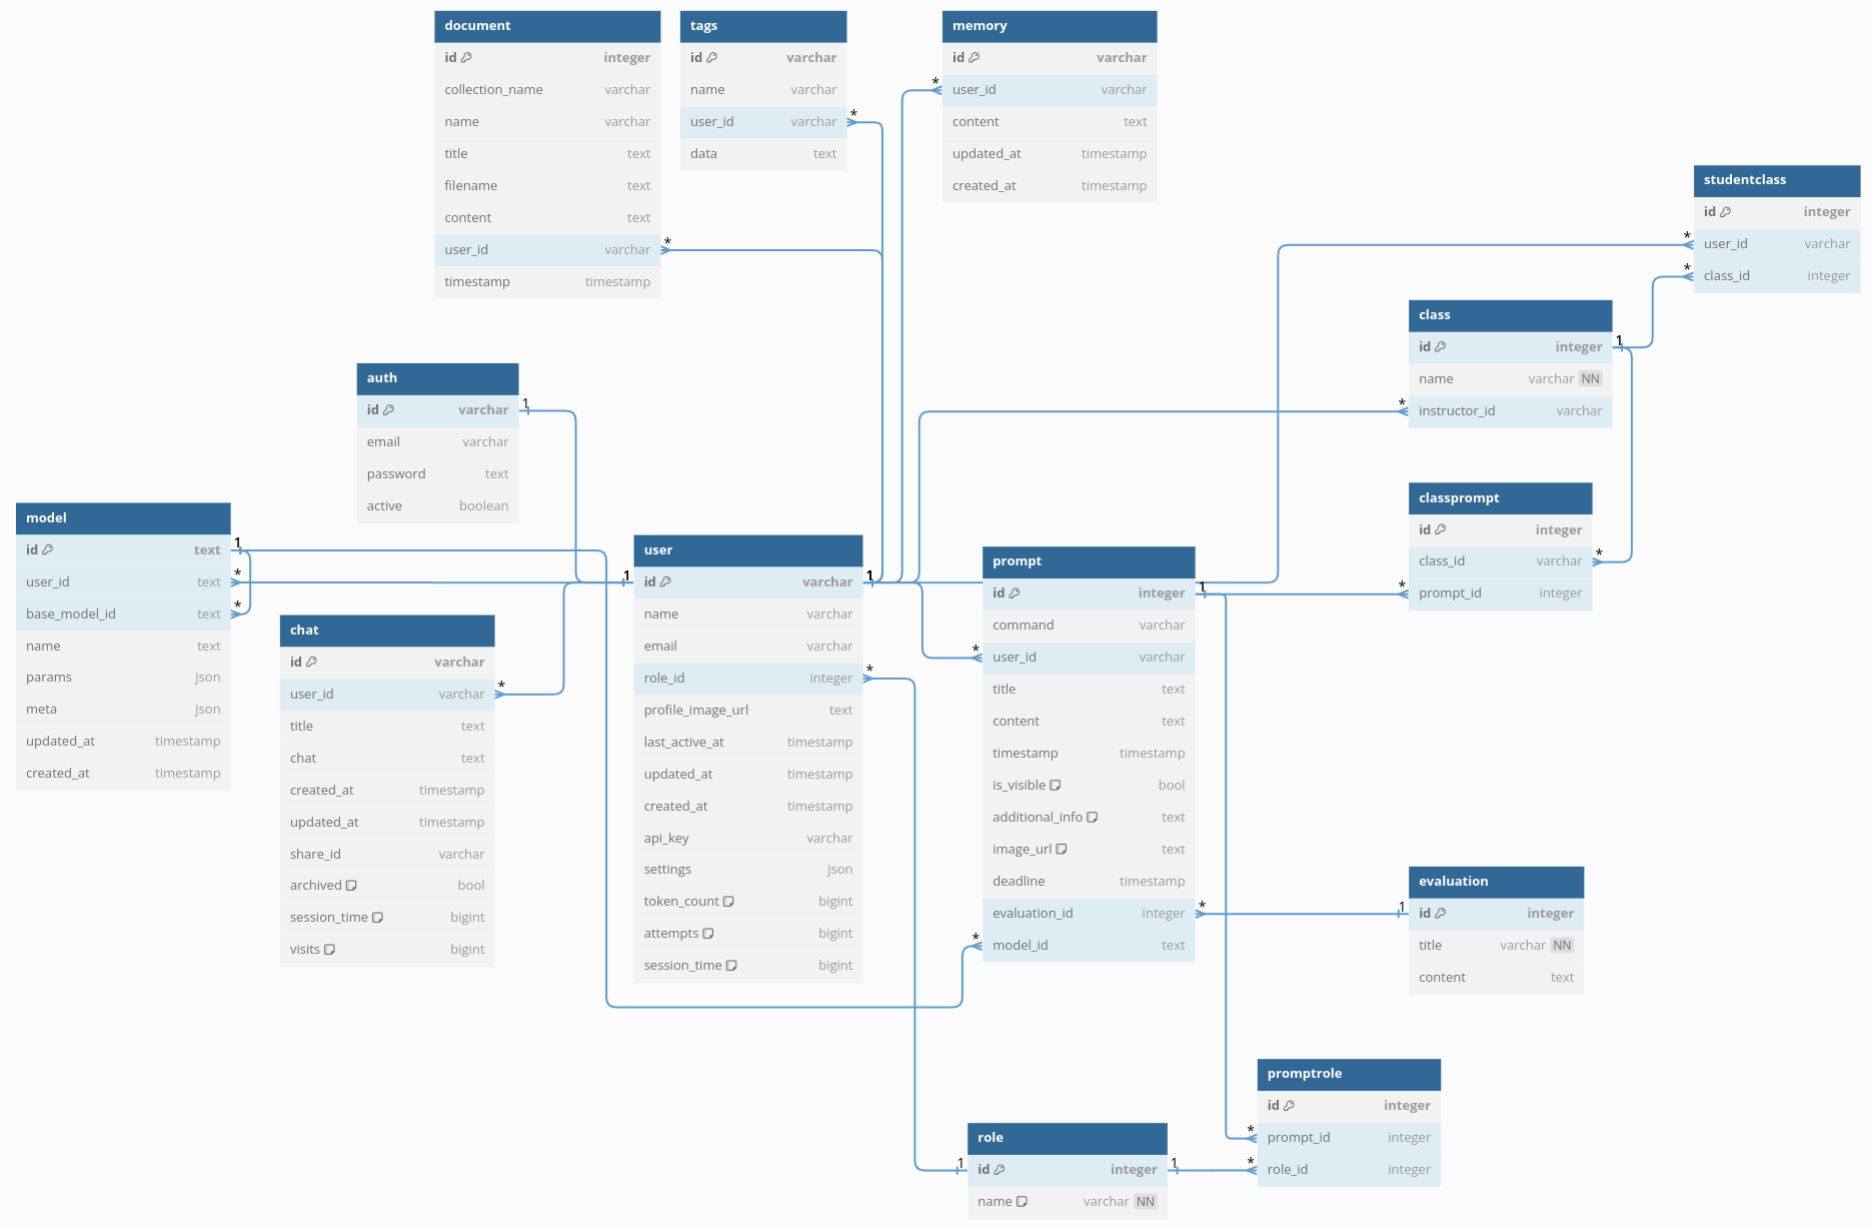 document
id integer
collection_name varchar
name varchar
title text
filename text
content text
user_id varchar *
timestamp timestamp
tags
id varchar
name varchar
user_id varchar *
data text
memory
id varchar
* user_id varchar
content text
updated_at timestamp
created_at timestamp
studentclass
id integer
* user_id varchar
* class_id integer
class
id integer 1
name varchar NN
* instructor_id varchar
auth
id varchar 1
email varchar
password text
active boolean
classprompt
id integer
class_id varchar *
* prompt_id integer
model
id text 1
user_id text *
base_model_id text *
name text
params json
meta json
updated_at timestamp
created_at timestamp
chat
id varchar
user_id varchar *
title text
chat text
created_at timestamp
updated_at timestamp
share_id varchar
archived bool
session_time bigint
visits bigint
user
1 id varchar 1
name varchar
email varchar
role_id integer *
profile_image_url text
last_active_at timestamp
updated_at timestamp
created_at timestamp
api_key varchar
settings json
token_count bigint
attempts bigint
session_time bigint
prompt
id integer 1
command varchar
* user_id varchar
title text
content text
timestamp timestamp
is_visible bool
additional_info text
image_url text
deadline timestamp
evaluation_id integer *
* model_id text
evaluation
1 id integer
title varchar NN
content text
promptrole
id integer
* prompt_id integer
* role_id integer
role
1 id integer 1
name varchar NN